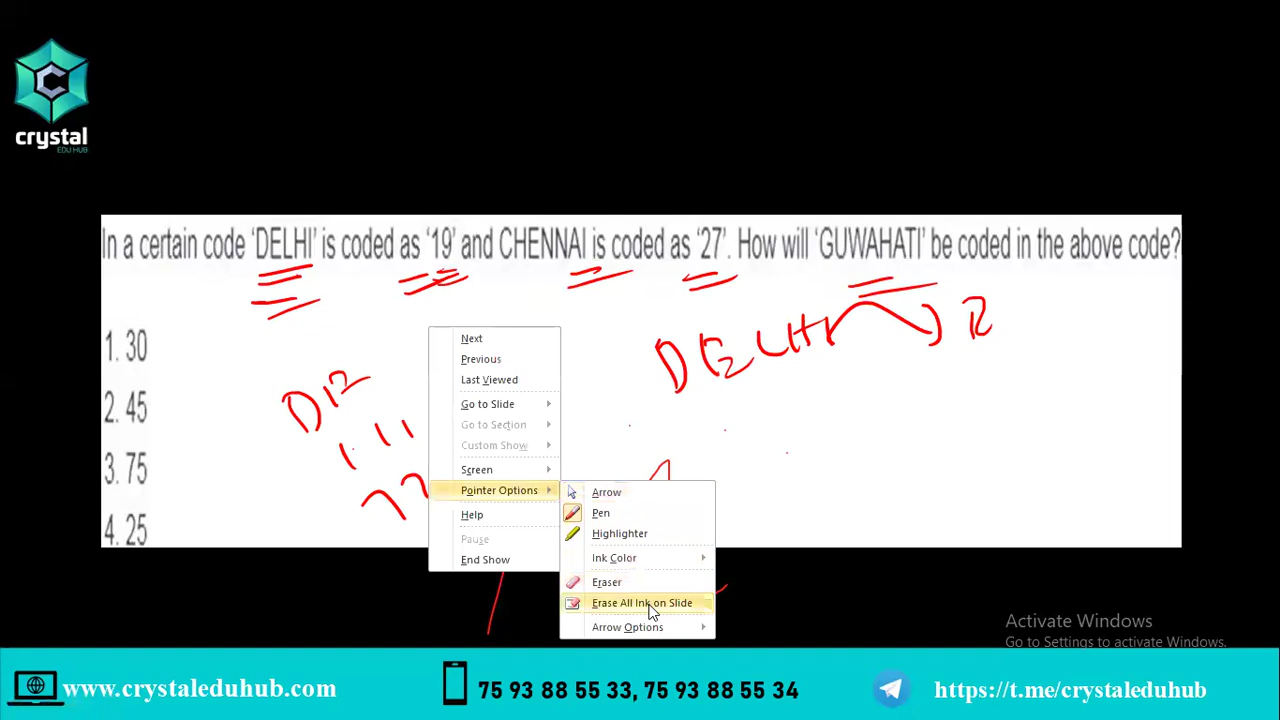 C
crystal
EDU HUB
In a certain code ‘DELHI’ is coded as ‘19’ and CHENNAI is coded as ‘27’. How will ‘GUWAHATI’ be coded in the above code?
1. 30
2. 45
3. 75
4. 25
DELHI
Next
Previous
Last Viewed
Go to Slide
Go to Section
Custom Show
Screen
Pointer Options
Help
Pause
End Show
Arrow
Pen
Highlighter
Ink Color
Eraser
Erase All Ink on Slide
Arrow Options
Activate Windows
Go to Settings to activate Windows.
www.crystaleduhub.com
75 93 88 55 33, 75 93 88 55 34
https://t.me/crystaleduhub